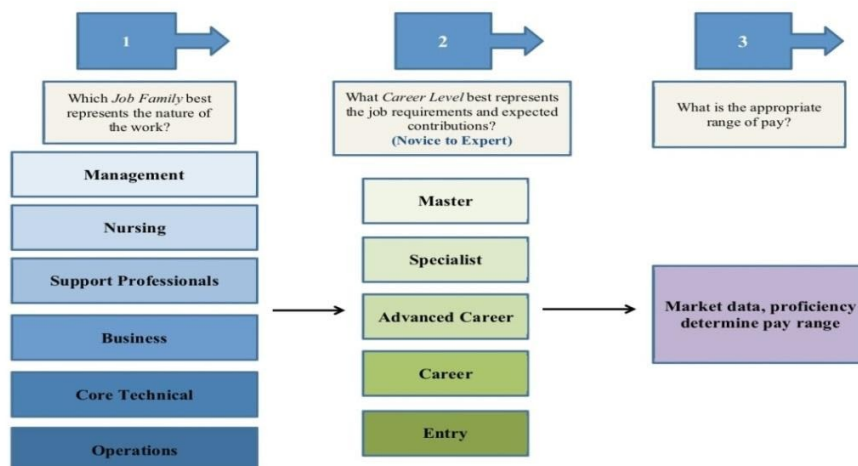 1
Which Job Family best
represents the nature of
the work?
Management
Nursing
Support Professionals
Business
Core Technical
Operations
2
What Career Level best represents
the job requirements and expected
contributions?
(Novice to Expert)
Master
Specialist
Advanced Career
Career
Entry
3
What is the appropriate
range of pay?
Market data, proficiency
determine pay range